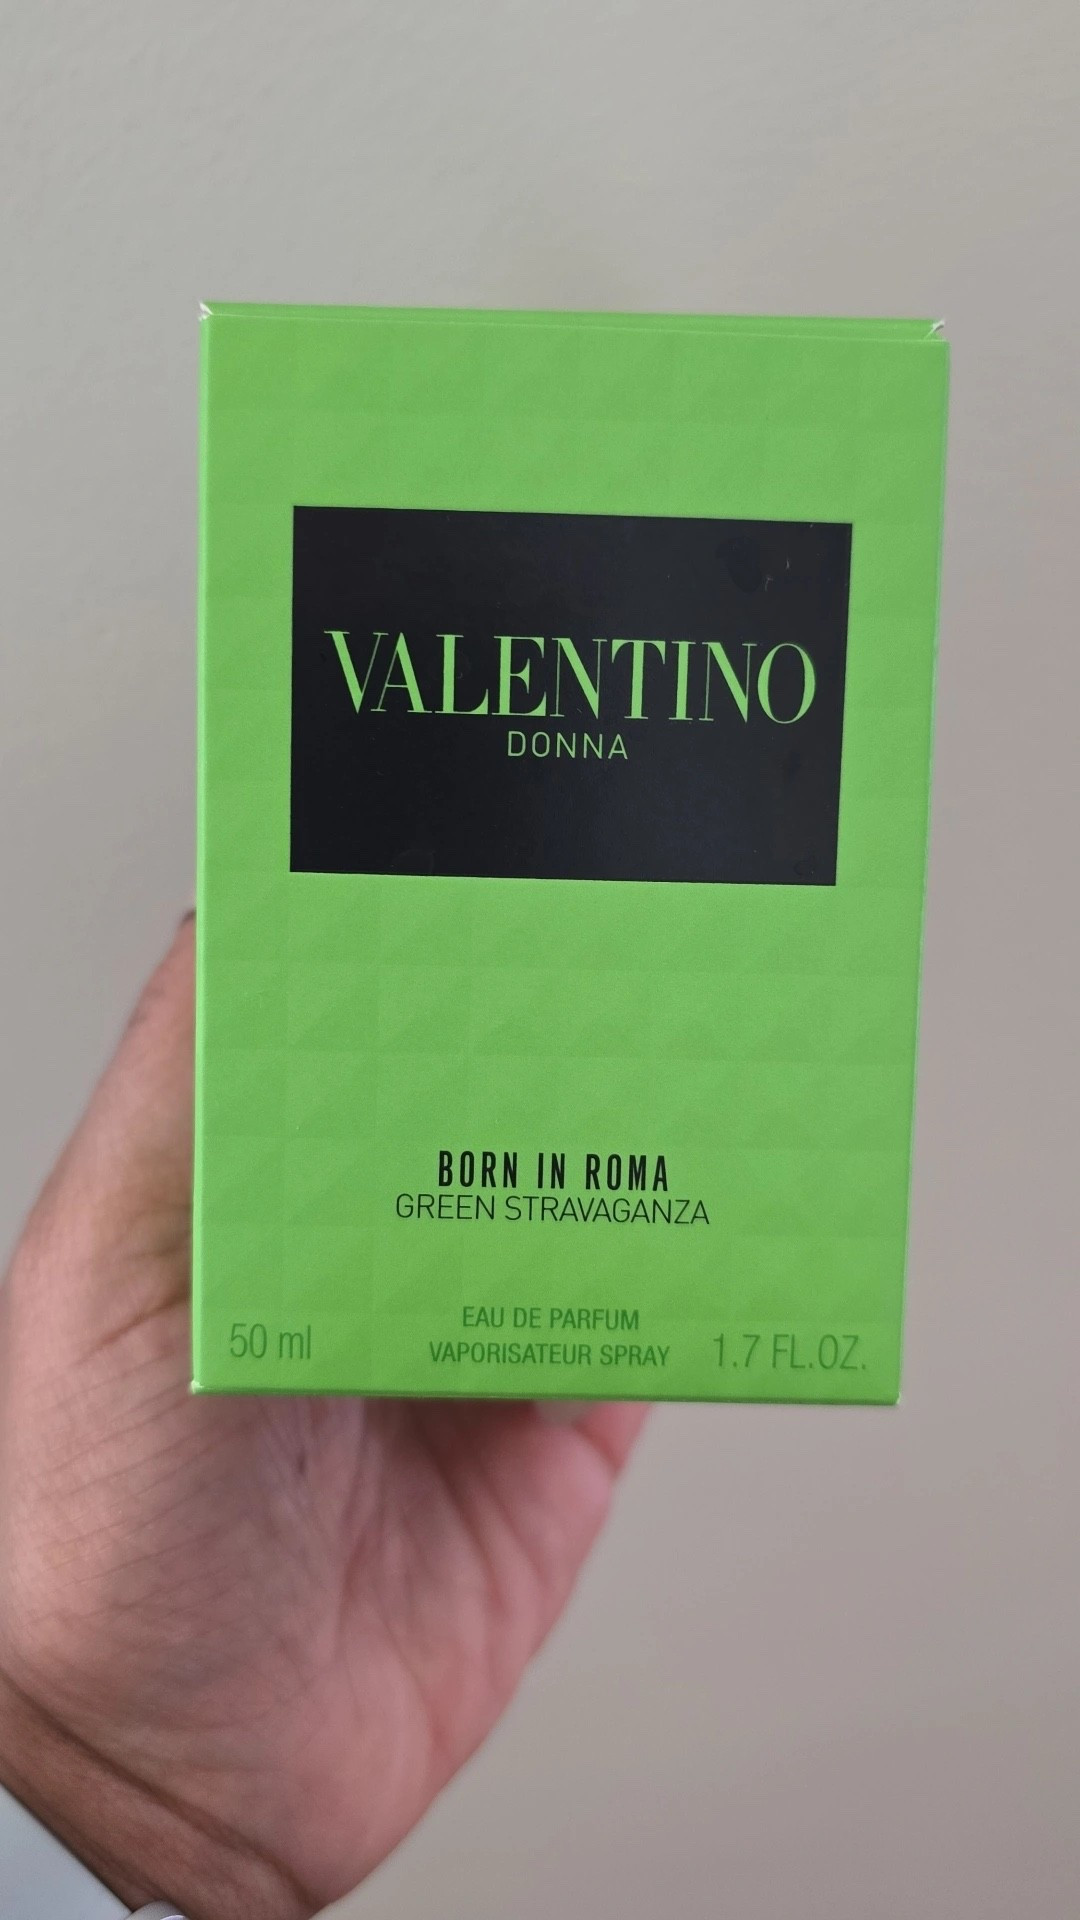 VALENTINO
DONNA
BORN IN ROMA
GREEN STRAVAGANZA
EAU DE PARFUM
50 ml VAPORISATEUR SPRAY 1.7 FL.OZ.